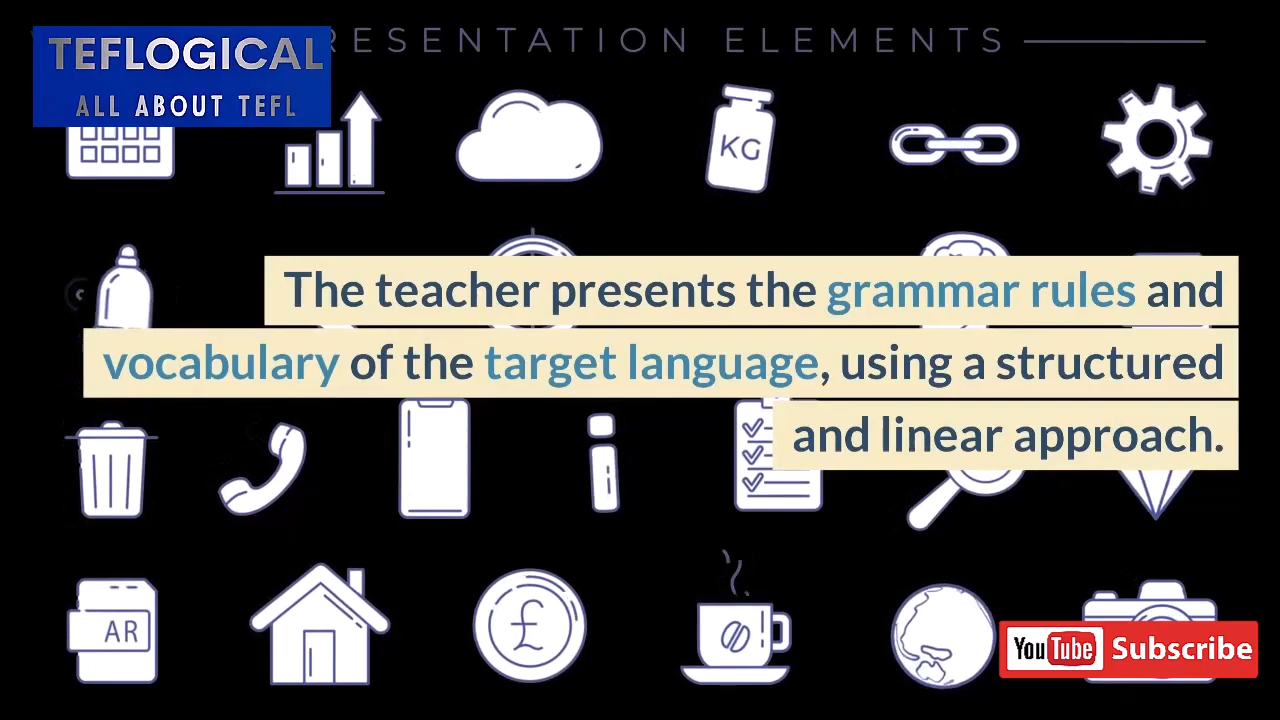 RESENTATION ELEMENTS
TEFLOGICAL
ALL ABOUT TEFL
KG
The teacher presents the grammar rules and
vocabulary of the target language, using a structured
and linear approach.
AR
£
YouTube Subscribe